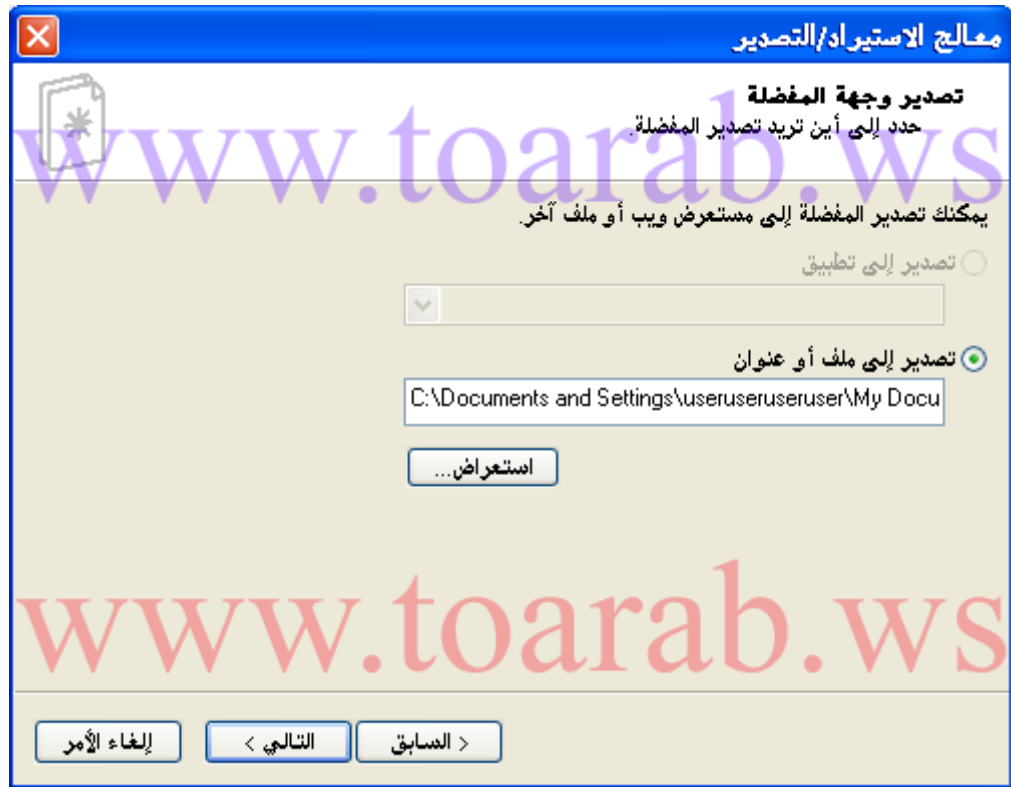 معالج الاستيراد/التصدير
تصدير وجهة المفضلة
حدد إلى أين تريد تصدير المفضلة.
www.toarab.ws
يمكنك تصدير المفضلة إلى مستعرض ويب أو ملف آخر.
تصدير إلى تطبيق
تصدير إلى ملف أو عنوان
C:\Documents and Settings\useruseruseruser\My Docu
استعراض...
www.toarab.ws
< السابق
التالي >
إلغاء الأمر